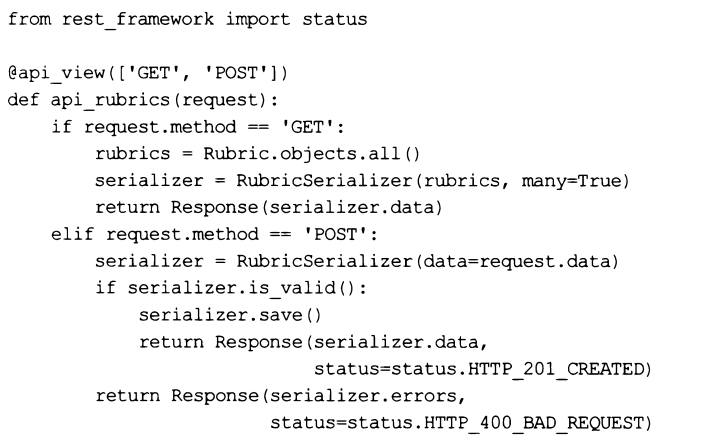 from rest_framework import status

@api_view(['GET', 'POST'])
def api_rubrics(request):
    if request.method == 'GET':
        rubrics = Rubric.objects.all()
        serializer = RubricSerializer(rubrics, many=True)
        return Response(serializer.data)
    elif request.method == 'POST':
        serializer = RubricSerializer(data=request.data)
        if serializer.is_valid():
            serializer.save()
            return Response(serializer.data,
                            status=status.HTTP_201_CREATED)
        return Response(serializer.errors,
                        status=status.HTTP_400_BAD_REQUEST)